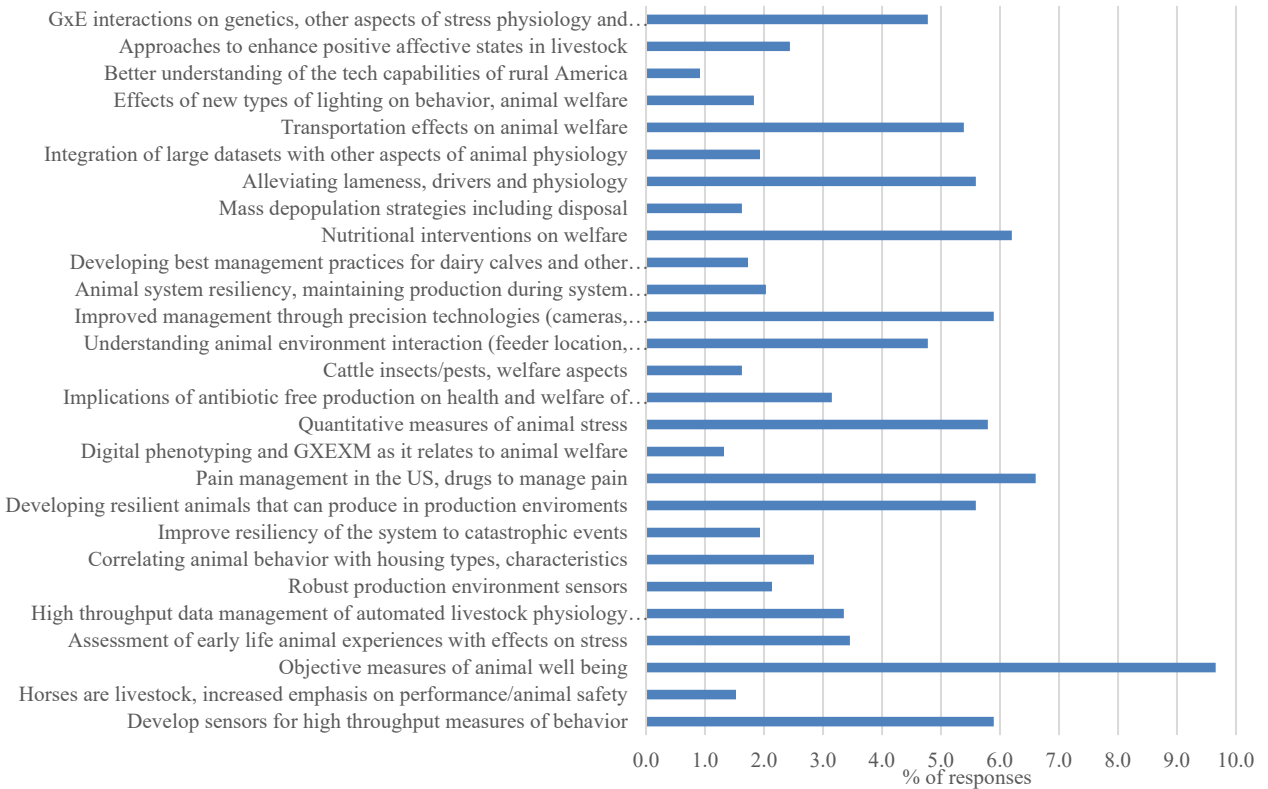 GxE interactions on genetics, other aspects of stress physiology and…
Approaches to enhance positive affective states in livestock
Better understanding of the tech capabilities of rural America
Effects of new types of lighting on behavior, animal welfare
Transportation effects on animal welfare
Integration of large datasets with other aspects of animal physiology
Alleviating lameness, drivers and physiology
Mass depopulation strategies including disposal
Nutritional interventions on welfare
Developing best management practices for dairy calves and other…
Animal system resiliency, maintaining production during system…
Improved management through precision technologies (cameras,…
Understanding animal environment interaction (feeder location,…
Cattle insects/pests, welfare aspects
Implications of antibiotic free production on health and welfare of…
Quantitative measures of animal stress
Digital phenotyping and GXEXM as it relates to animal welfare
Pain management in the US, drugs to manage pain
Developing resilient animals that can produce in production enviroments
Improve resiliency of the system to catastrophic events
Correlating animal behavior with housing types, characteristics
Robust production environment sensors
High throughput data management of automated livestock physiology…
Assessment of early life animal experiences with effects on stress
Objective measures of animal well being
Horses are livestock, increased emphasis on performance/animal safety
Develop sensors for high throughput measures of behavior
0.0 1.0 2.0 3.0 4.0 5.0 6.0 7.0 8.0 9.0 10.0
% of responses